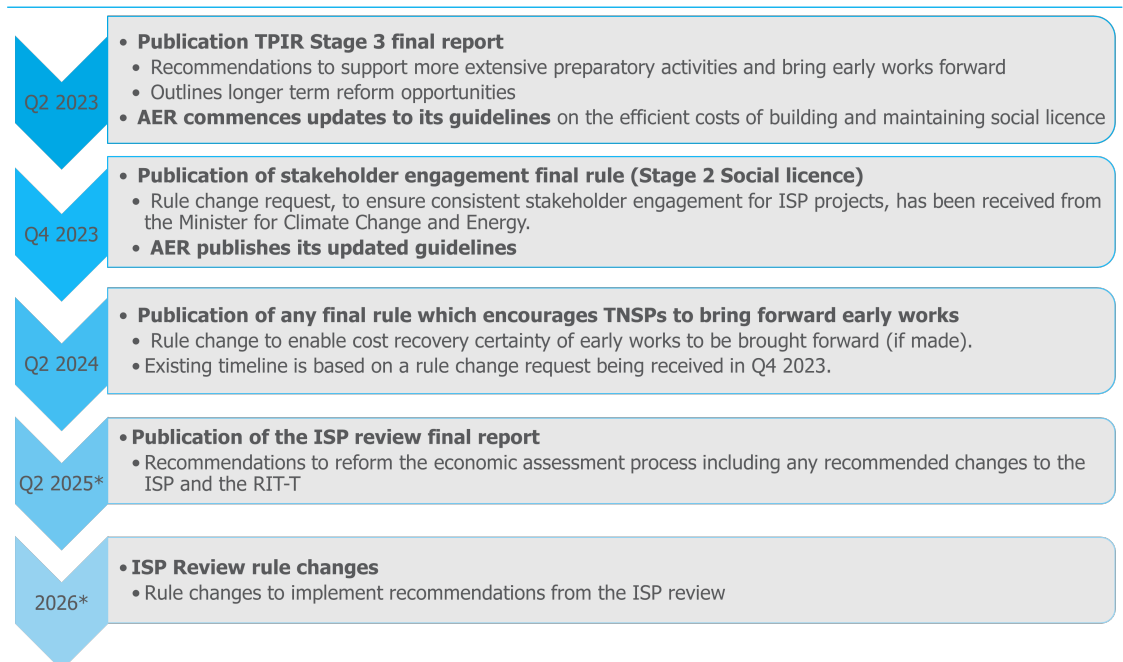 Q2 2023
• Publication TPIR Stage 3 final report
• Recommendations to support more extensive preparatory activities and bring early works forward
• Outlines longer term reform opportunities
• AER commences updates to its guidelines on the efficient costs of building and maintaining social licence
Q4 2023
• Publication of stakeholder engagement final rule (Stage 2 Social licence)
• Rule change request, to ensure consistent stakeholder engagement for ISP projects, has been received from
the Minister for Climate Change and Energy.
• AER publishes its updated guidelines
Q2 2024
• Publication of any final rule which encourages TNSPs to bring forward early works
• Rule change to enable cost recovery certainty of early works to be brought forward (if made).
• Existing timeline is based on a rule change request being received in Q4 2023.
Q2 2025*
• Publication of the ISP review final report
• Recommendations to reform the economic assessment process including any recommended changes to the
ISP and the RIT-T
2026*
• ISP Review rule changes
• Rule changes to implement recommendations from the ISP review